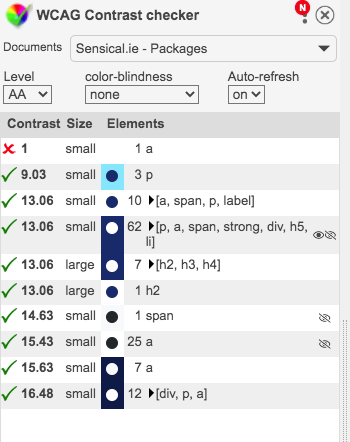 WCAG Contrast checker
N
Documents Sensical.ie - Packages
Level color-blindness Auto-refresh
AA none on
Contrast Size Elements
1 small 1 a
9.03 small 3 p
13.06 small 10 [a, span, p, label]
13.06 small 62 [p, a, span, strong, div, h5,
li]
13.06 large 7 [h2, h3, h4]
13.06 large 1 h2
14.63 small 1 span
15.43 small 25 a
15.63 small 7 a
16.48 small 12 [div, p, a]